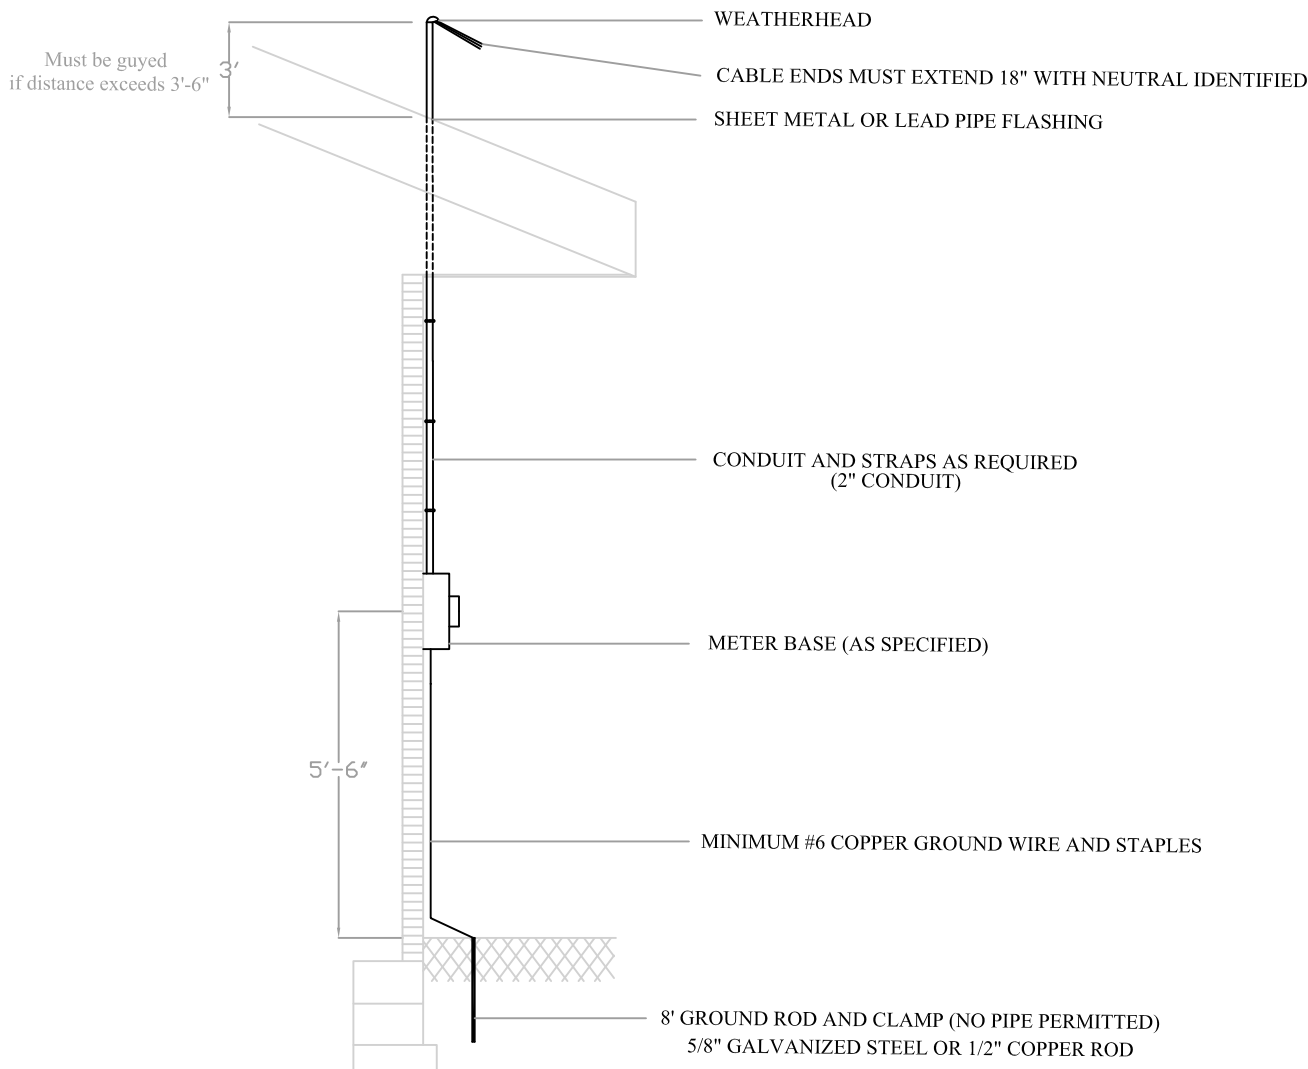 WEATHERHEAD
Must be guyed
if distance exceeds 3'-6"
3'
CABLE ENDS MUST EXTEND 18" WITH NEUTRAL IDENTIFIED
SHEET METAL OR LEAD PIPE FLASHING
CONDUIT AND STRAPS AS REQUIRED
(2" CONDUIT)
METER BASE (AS SPECIFIED)
5'-6"
MINIMUM #6 COPPER GROUND WIRE AND STAPLES
8' GROUND ROD AND CLAMP (NO PIPE PERMITTED)
5/8" GALVANIZED STEEL OR 1/2" COPPER ROD